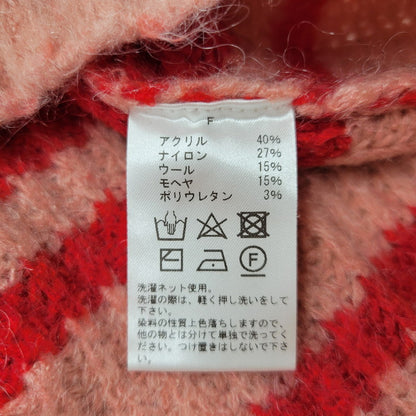 F
アクリル 40%
ナイロン 27%
ウール 15%
モヘヤ 15%
ポリウレタン 3%
F
洗濯ネット使用。
洗濯の際は、軽く押し洗いをして
下さい。
染料の性質上色落ちしますので、
他の物とは分けて単独で洗って
下さい。つけ置きはしないで下
さい。